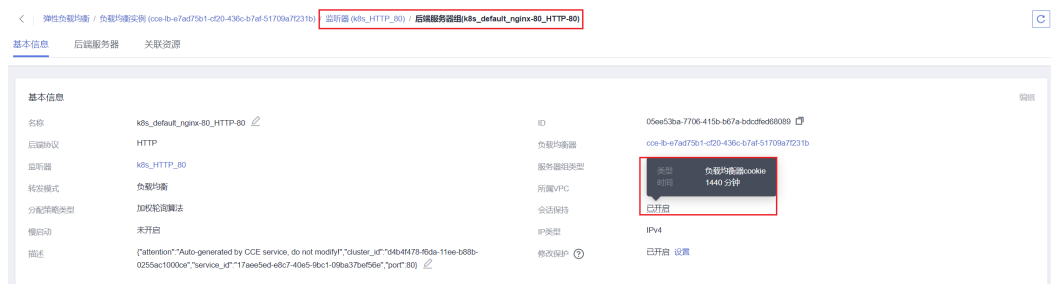 弹性负载均衡 / 负载均衡实例 (cce-lb-e7ad75b1-cf20-436c-b7af-51709a7f231b) / 监听器 (k8s_HTTP_80) / 后端服务器组(k8s_default_nginx-80_HTTP-80)
基本信息 后端服务器 关联资源
基本信息 编辑
名称 k8s_default_nginx-80_HTTP-80 ID 05ee53ba-7706-415b-b67a-bdcdfed68089
后端协议 HTTP 负载均衡器 cce-lb-e7ad75b1-cf20-436c-b7af-51709a7f231b
监听器 k8s_HTTP_80 服务器组类型
类型 负载均衡器cookie
时间 1440 分钟
转发模式 负载均衡 所属VPC
分配策略类型 加权轮询算法 会话保持 已开启
慢启动 未开启 IP类型 IPv4
描述 {"attention":"Auto-generated by CCE service, do not modify!","cluster_id":"d4b4f478-f6da-11ee-b88b-
0255ac1000ce","service_id":"17aee5ed-e8c7-40e5-9bc1-09ba37bef56e","port":80} 修改保护 已开启 设置